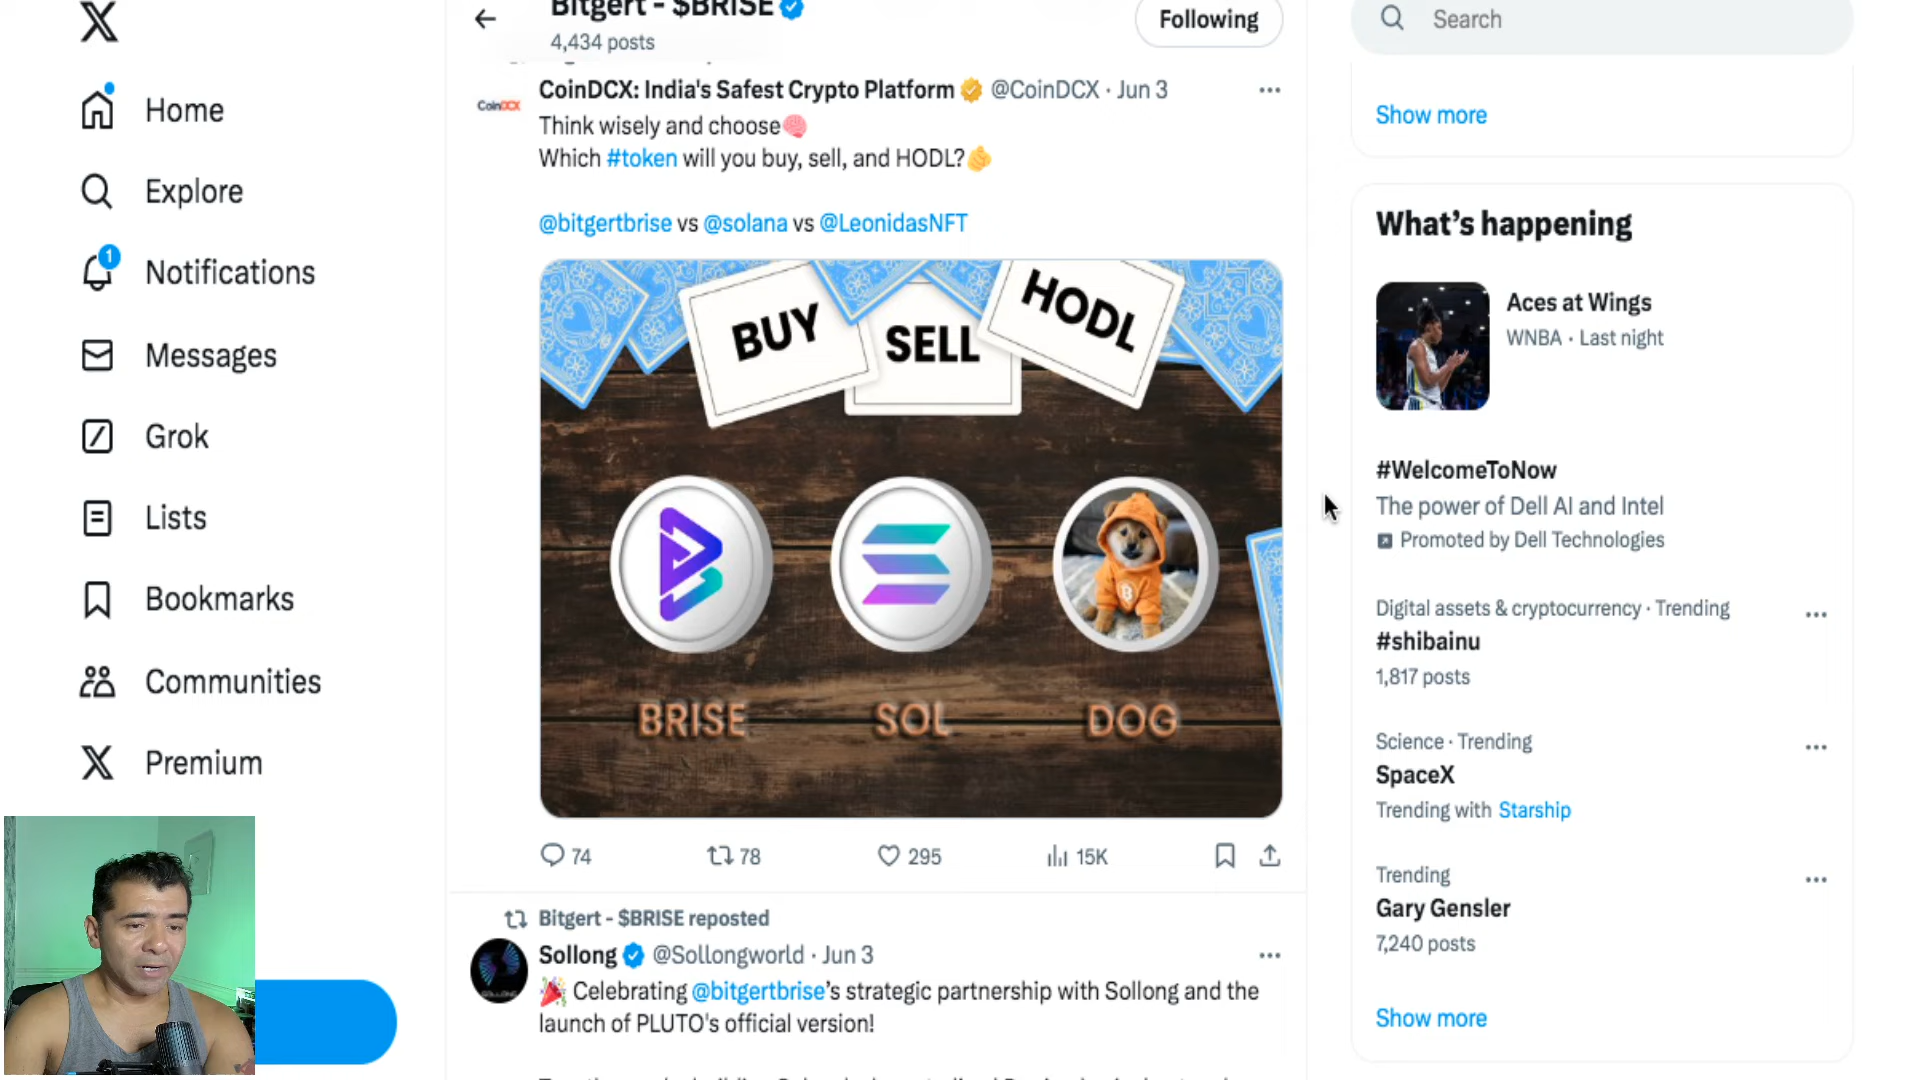 Bitgert - $BRISE
4,434 posts
Following
Search
Home
Explore
1
Notifications
Messages
Grok
Lists
Bookmarks
Communities
Premium
CoinDCX
CoinDCX: India's Safest Crypto Platform @CoinDCX · Jun 3
Think wisely and choose🧠
Which #token will you buy, sell, and HODL?🫵
@bitgertbrise vs @solana vs @LeonidasNFT
BUY
SELL
HODL
BRISE
SOL
DOG
74
78
295
15K
Bitgert - $BRISE reposted
Sollong @Sollongworld · Jun 3
🎉 Celebrating @bitgertbrise's strategic partnership with Sollong and the
launch of PLUTO's official version!
Show more
What's happening
Aces at Wings
WNBA · Last night
#WelcomeToNow
The power of Dell AI and Intel
Promoted by Dell Technologies
Digital assets & cryptocurrency · Trending
#shibainu
1,817 posts
Science · Trending
SpaceX
Trending with Starship
Trending
Gary Gensler
7,240 posts
Show more